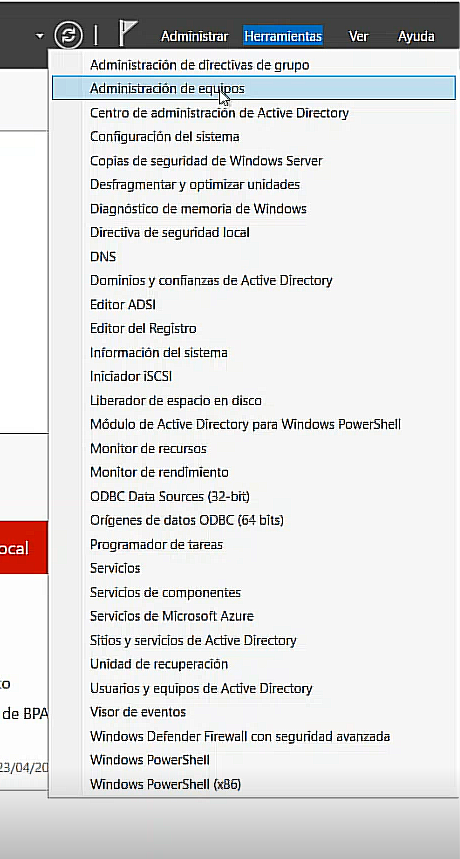 Administrar Herramientas Ver Ayuda
Administración de directivas de grupo
Administración de equipos
Centro de administración de Active Directory
Configuración del sistema
Copias de seguridad de Windows Server
Desfragmentar y optimizar unidades
Diagnóstico de memoria de Windows
Directiva de seguridad local
DNS
Dominios y confianzas de Active Directory
Editor ADSI
Editor del Registro
Información del sistema
Iniciador iSCSI
Liberador de espacio en disco
Módulo de Active Directory para Windows PowerShell
Monitor de recursos
Monitor de rendimiento
ODBC Data Sources (32-bit)
Orígenes de datos ODBC (64 bits)
ocal
Programador de tareas
Servicios
Servicios de componentes
Servicios de Microsoft Azure
Sitios y servicios de Active Directory
Unidad de recuperación
to
Usuarios y equipos de Active Directory
de BPA
Visor de eventos
Windows Defender Firewall con seguridad avanzada
23/04/20
Windows PowerShell
Windows PowerShell (x86)